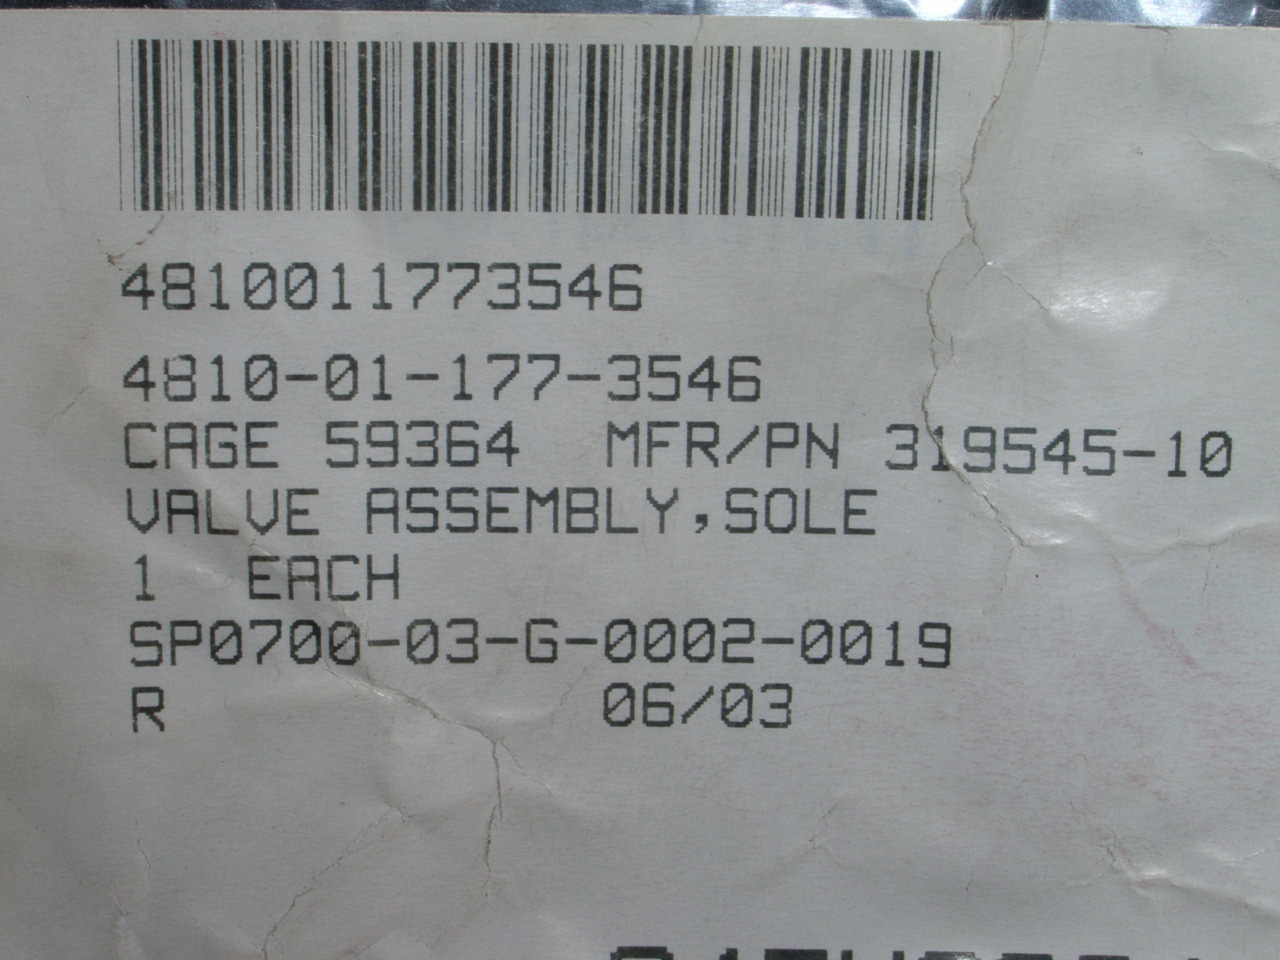 4810011773546
4810-01-177-3546
CAGE 59364  MFR/PN 319545-10
VALVE ASSEMBLY,SOLE
1  EACH
SP0700-03-G-0002-0019
R  06/03